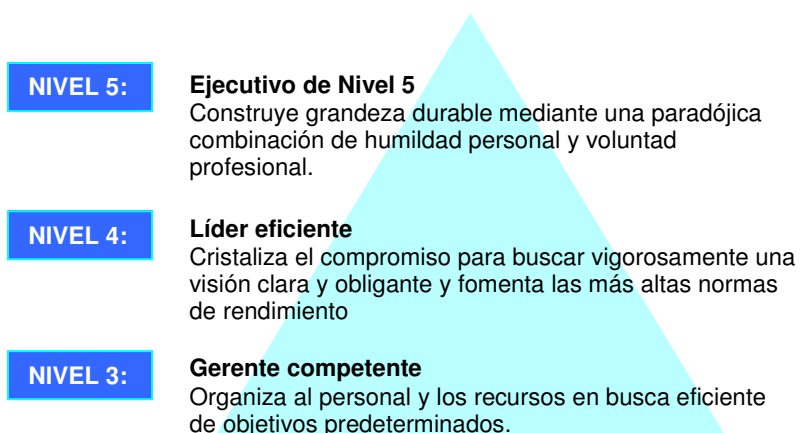 NIVEL 5:
Ejecutivo de Nivel 5
Construye grandeza durable mediante una paradójica
combinación de humildad personal y voluntad
profesional.
NIVEL 4:
Líder eficiente
Cristaliza el compromiso para buscar vigorosamente una
visión clara y obligante y fomenta las más altas normas
de rendimiento
NIVEL 3:
Gerente competente
Organiza al personal y los recursos en busca eficiente
de objetivos predeterminados.